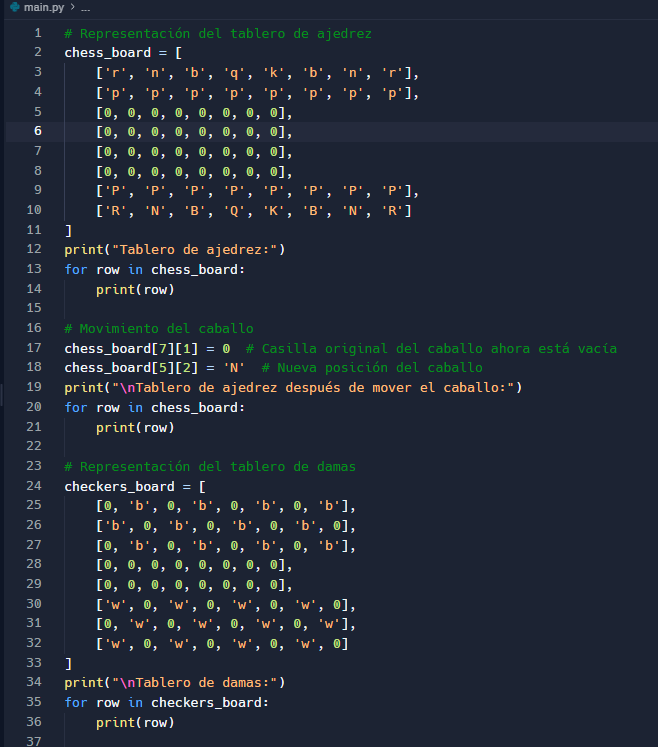 main.py > ...
1 # Representación del tablero de ajedrez
2 chess_board = [
3     ['r', 'n', 'b', 'q', 'k', 'b', 'n', 'r'],
4     ['p', 'p', 'p', 'p', 'p', 'p', 'p', 'p'],
5     [0, 0, 0, 0, 0, 0, 0, 0],
6     [0, 0, 0, 0, 0, 0, 0, 0],
7     [0, 0, 0, 0, 0, 0, 0, 0],
8     [0, 0, 0, 0, 0, 0, 0, 0],
9     ['P', 'P', 'P', 'P', 'P', 'P', 'P', 'P'],
10     ['R', 'N', 'B', 'Q', 'K', 'B', 'N', 'R']
11 ]
12 print("Tablero de ajedrez:")
13 for row in chess_board:
14     print(row)
15
16 # Movimiento del caballo
17 chess_board[7][1] = 0  # Casilla original del caballo ahora está vacía
18 chess_board[5][2] = 'N'  # Nueva posición del caballo
19 print("\nTablero de ajedrez después de mover el caballo:")
20 for row in chess_board:
21     print(row)
22
23 # Representación del tablero de damas
24 checkers_board = [
25     [0, 'b', 0, 'b', 0, 'b', 0, 'b'],
26     ['b', 0, 'b', 0, 'b', 0, 'b', 0],
27     [0, 'b', 0, 'b', 0, 'b', 0, 'b'],
28     [0, 0, 0, 0, 0, 0, 0, 0],
29     [0, 0, 0, 0, 0, 0, 0, 0],
30     ['w', 0, 'w', 0, 'w', 0, 'w', 0],
31     [0, 'w', 0, 'w', 0, 'w', 0, 'w'],
32     ['w', 0, 'w', 0, 'w', 0, 'w', 0]
33 ]
34 print("\nTablero de damas:")
35 for row in checkers_board:
36     print(row)
37